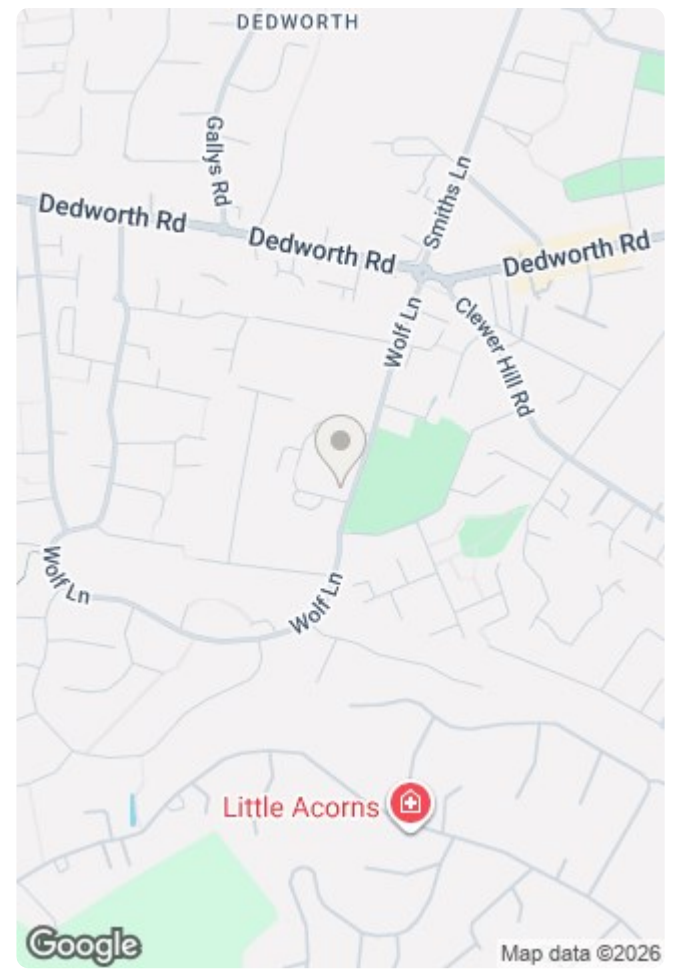 DEDWORTH
Gallys Rd
Smiths Ln
Dedworth Rd
Dedworth Rd
Dedworth Rd
Wolf Ln
Clewer Hill Rd
Wolf Ln
Wolf Ln
Little Acorns
Google
Map data ©2026